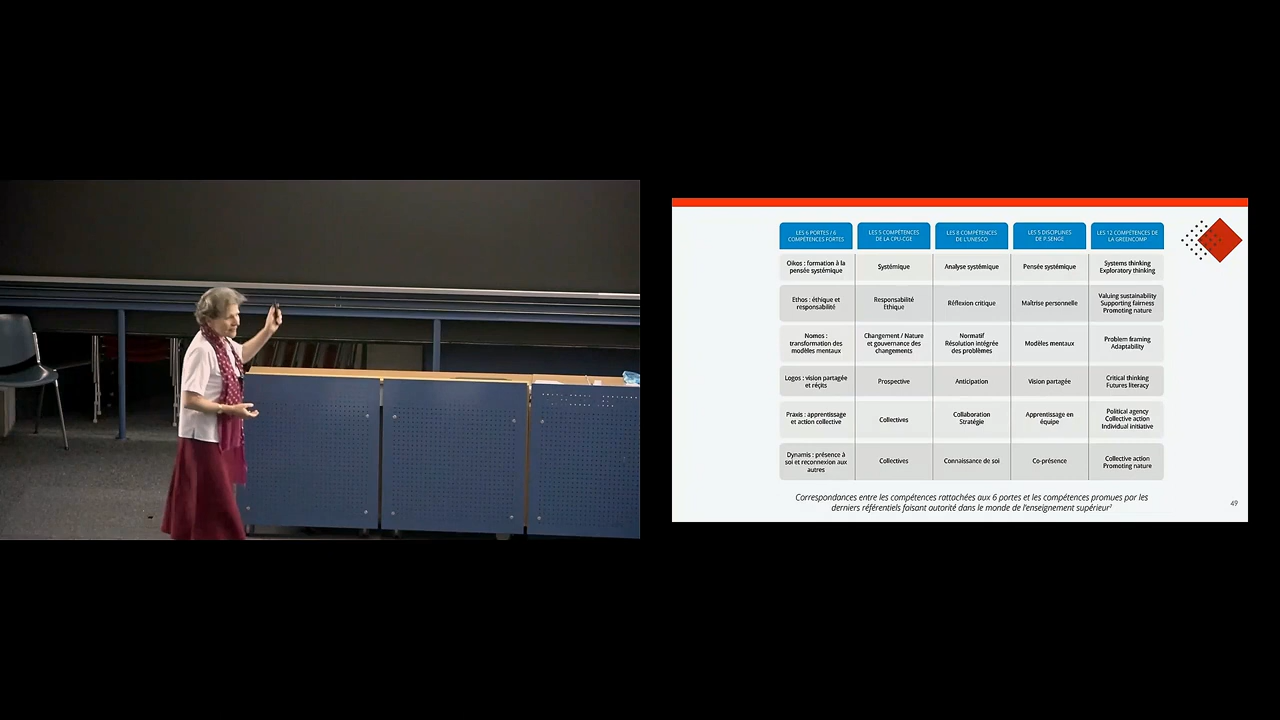 LES 6 PORTES / 6
COMPÉTENCES FORTES
LES 5 COMPÉTENCES
DE LA CPU-CGE
LES 8 COMPÉTENCES
DE L'UNESCO
LES 5 DISCIPLINES
DE P.SENGE
LES 12 COMPÉTENCES DE
LA GREENCOMP
Oikos : formation à la
pensée systémique
Systémique
Analyse systémique
Pensée systémique
Systems thinking
Exploratory thinking
Ethos : éthique et
responsabilité
Responsabilité
Ethique
Réflexion critique
Maîtrise personnelle
Valuing sustainability
Supporting fairness
Promoting nature
Nomos :
transformation des
modèles mentaux
Changement / Nature
et gouvernance des
changements
Normatif
Résolution intégrée
des problèmes
Modèles mentaux
Problem framing
Adaptability
Logos : vision partagée
et récits
Prospective
Anticipation
Vision partagée
Critical thinking
Futures literacy
Praxis : apprentissage
et action collective
Collectives
Collaboration
Stratégie
Apprentissage en
équipe
Political agency
Collective action
Individual initiative
Dynamis : présence à
soi et reconnexion aux
autres
Collectives
Connaissance de soi
Co-présence
Collective action
Promoting nature
Correspondances entre les compétences rattachées aux 6 portes et les compétences promues par les
derniers référentiels faisant autorité dans le monde de l'enseignement supérieur⁷
49